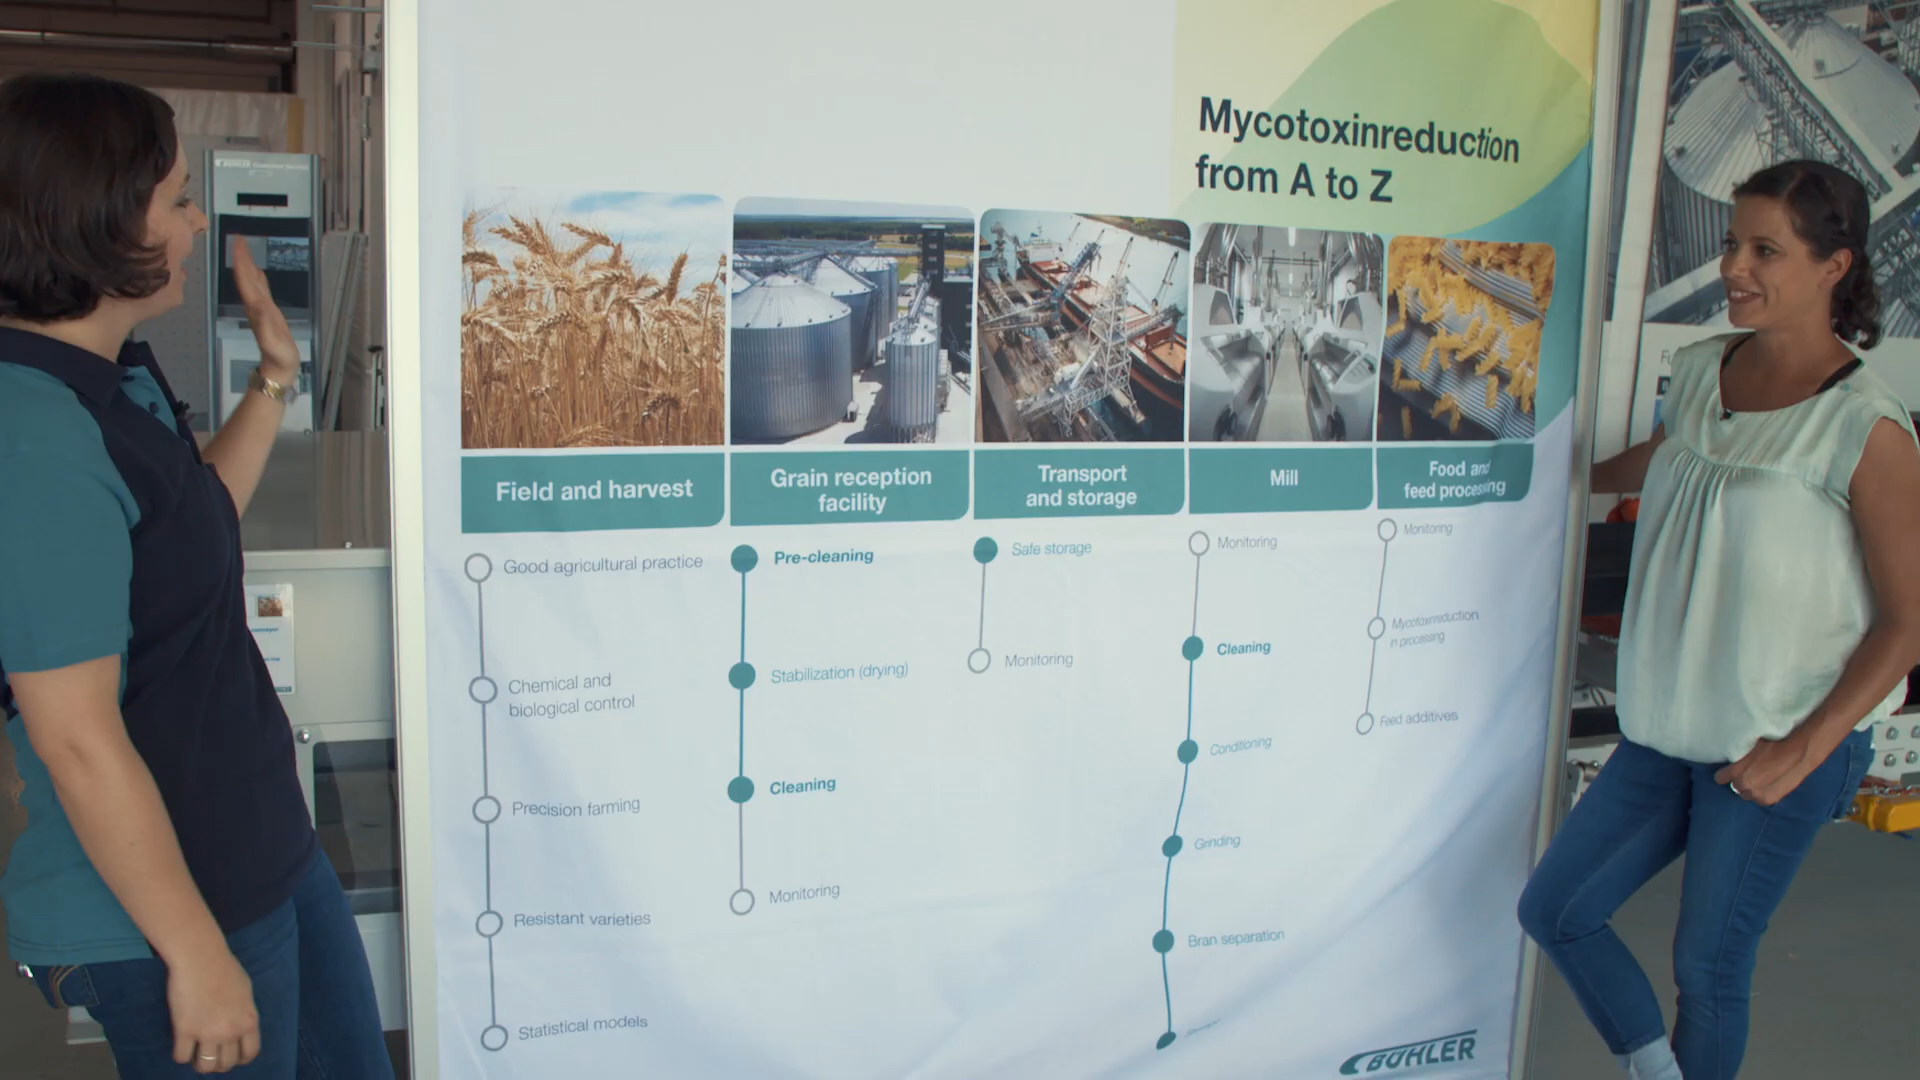 Mycotoxinreduction
from A to Z
Field and harvest
Good agricultural practice
Chemical and
biological control
Precision farming
Resistant varieties
Statistical models
Grain reception
facility
Pre-cleaning
Stabilization (drying)
Cleaning
Monitoring
Transport
and storage
Safe storage
Monitoring
Mill
Monitoring
Cleaning
Conditioning
Grinding
Bran separation
Food and
feed processing
Monitoring
Mycotoxinreduction
in processing
Feed additives
BÜHLER
BÜHLER